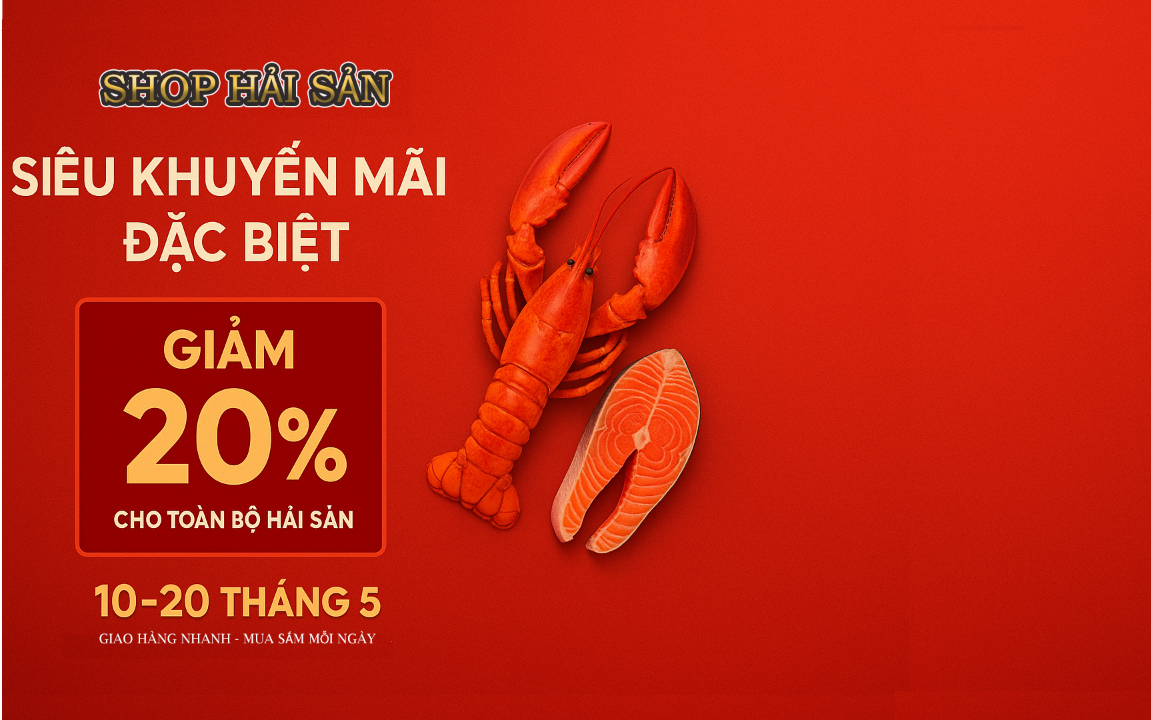 SHOP HẢI SẢN
SIÊU KHUYẾN MÃI
ĐẶC BIỆT
GIẢM
20%
CHO TOÀN BỘ HẢI SẢN
10-20 THÁNG 5
GIAO HÀNG NHANH - MUA SẮM MỖI NGÀY